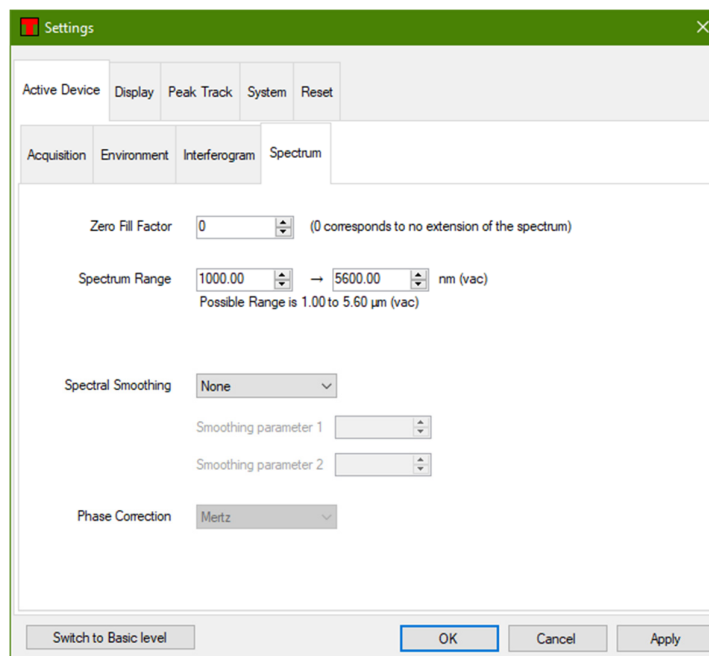 Settings
Active Device Display Peak Track System Reset
Acquisition Environment Interferogram Spectrum
Zero Fill Factor 0 (0 corresponds to no extension of the spectrum)
Spectrum Range 1000.00 → 5600.00 nm (vac)
Possible Range is 1.00 to 5.60 µm (vac)
Spectral Smoothing None
Smoothing parameter 1
Smoothing parameter 2
Phase Correction Mertz
Switch to Basic level OK Cancel Apply